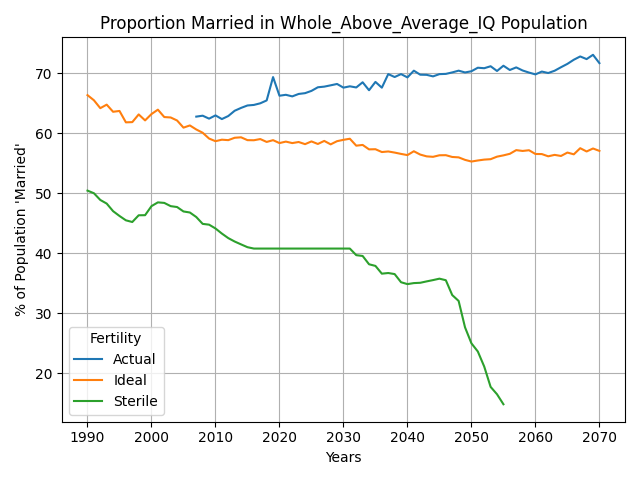 Proportion Married in Whole_Above_Average_IQ Population
% of Population 'Married'
70
60
50
40
30
20
Fertility
Actual
Ideal
Sterile
1990 2000 2010 2020 2030 2040 2050 2060 2070
Years